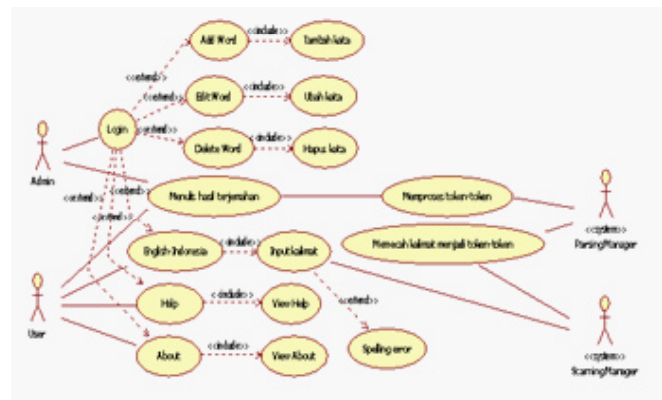 Add Word
<<include>>
Tambah kata
<<extend>>
Edit Word
<<include>>
Ubah kata
Login
<<extend>>
Delete Word
<<include>>
Hapus kata
Admin
<<extend>>
<<extend>>
<<extend>>
Menulis hasil terjemahan
Memproses token-token
Memecah kalimat menjadi token-token
<<system>>
ParsingManager
English-Indonesia
<<include>>
Input kalimat
<<extend>>
User
Help
<<include>>
View Help
About
<<include>>
View About
Spelling error
<<system>>